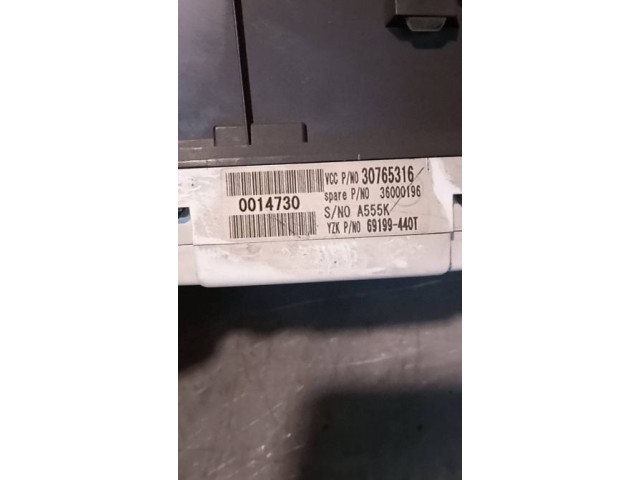 VCC P/NO 30765316
spare P/NO 36000196
0014730
S/NO A555K
YZK P/NO 69199-440T